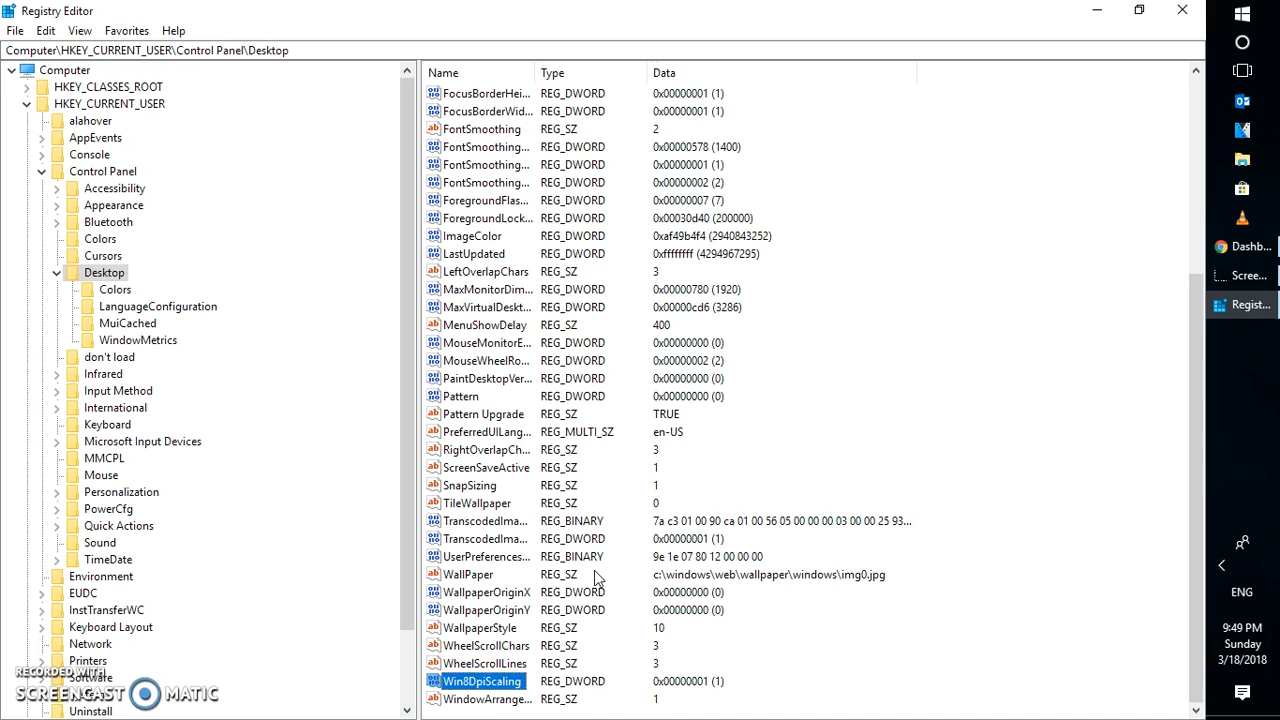 Registry Editor
File Edit View Favorites Help
Computer\HKEY_CURRENT_USER\Control Panel\Desktop
Computer
HKEY_CLASSES_ROOT
HKEY_CURRENT_USER
alahover
AppEvents
Console
Control Panel
Accessibility
Appearance
Bluetooth
Colors
Cursors
Desktop
Colors
LanguageConfiguration
MuiCached
WindowMetrics
don't load
Infrared
Input Method
International
Keyboard
Microsoft Input Devices
MMCPL
Mouse
Personalization
PowerCfg
Quick Actions
Sound
TimeDate
Environment
EUDC
InstTransferWC
Keyboard Layout
Network
Printers
Software
Uninstall
RECORDED WITH
SCREENCAST MATIC
Name Type Data
FocusBorderHei... REG_DWORD 0x00000001 (1)
FocusBorderWid... REG_DWORD 0x00000001 (1)
FontSmoothing REG_SZ 2
FontSmoothing... REG_DWORD 0x00000578 (1400)
FontSmoothing... REG_DWORD 0x00000001 (1)
FontSmoothing... REG_DWORD 0x00000002 (2)
ForegroundFlas... REG_DWORD 0x00000007 (7)
ForegroundLock... REG_DWORD 0x00030d40 (200000)
ImageColor REG_DWORD 0xaf49b4f4 (2940843252)
LastUpdated REG_DWORD 0xffffffff (4294967295)
LeftOverlapChars REG_SZ 3
MaxMonitorDim... REG_DWORD 0x00000780 (1920)
MaxVirtualDeskt... REG_DWORD 0x00000cd6 (3286)
MenuShowDelay REG_SZ 400
MouseMonitorE... REG_DWORD 0x00000000 (0)
MouseWheelRo... REG_DWORD 0x00000002 (2)
PaintDesktopVer... REG_DWORD 0x00000000 (0)
Pattern REG_DWORD 0x00000000 (0)
Pattern Upgrade REG_SZ TRUE
PreferredUILang... REG_MULTI_SZ en-US
RightOverlapCh... REG_SZ 3
ScreenSaveActive REG_SZ 1
SnapSizing REG_SZ 1
TileWallpaper REG_SZ 0
TranscodedIma... REG_BINARY 7a c3 01 00 90 ca 01 00 56 05 00 00 00 03 00 00 25 93...
TranscodedIma... REG_DWORD 0x00000001 (1)
UserPreferences... REG_BINARY 9e 1e 07 80 12 00 00 00
WallPaper REG_SZ c:\windows\web\wallpaper\windows\img0.jpg
WallpaperOriginX REG_DWORD 0x00000000 (0)
WallpaperOriginY REG_DWORD 0x00000000 (0)
WallpaperStyle REG_SZ 10
WheelScrollChars REG_SZ 3
WheelScrollLines REG_SZ 3
Win8DpiScaling REG_DWORD 0x00000001 (1)
WindowArrange... REG_SZ 1
Dashb...
Scree...
Regist...
ENG
9:49 PM
Sunday
3/18/2018